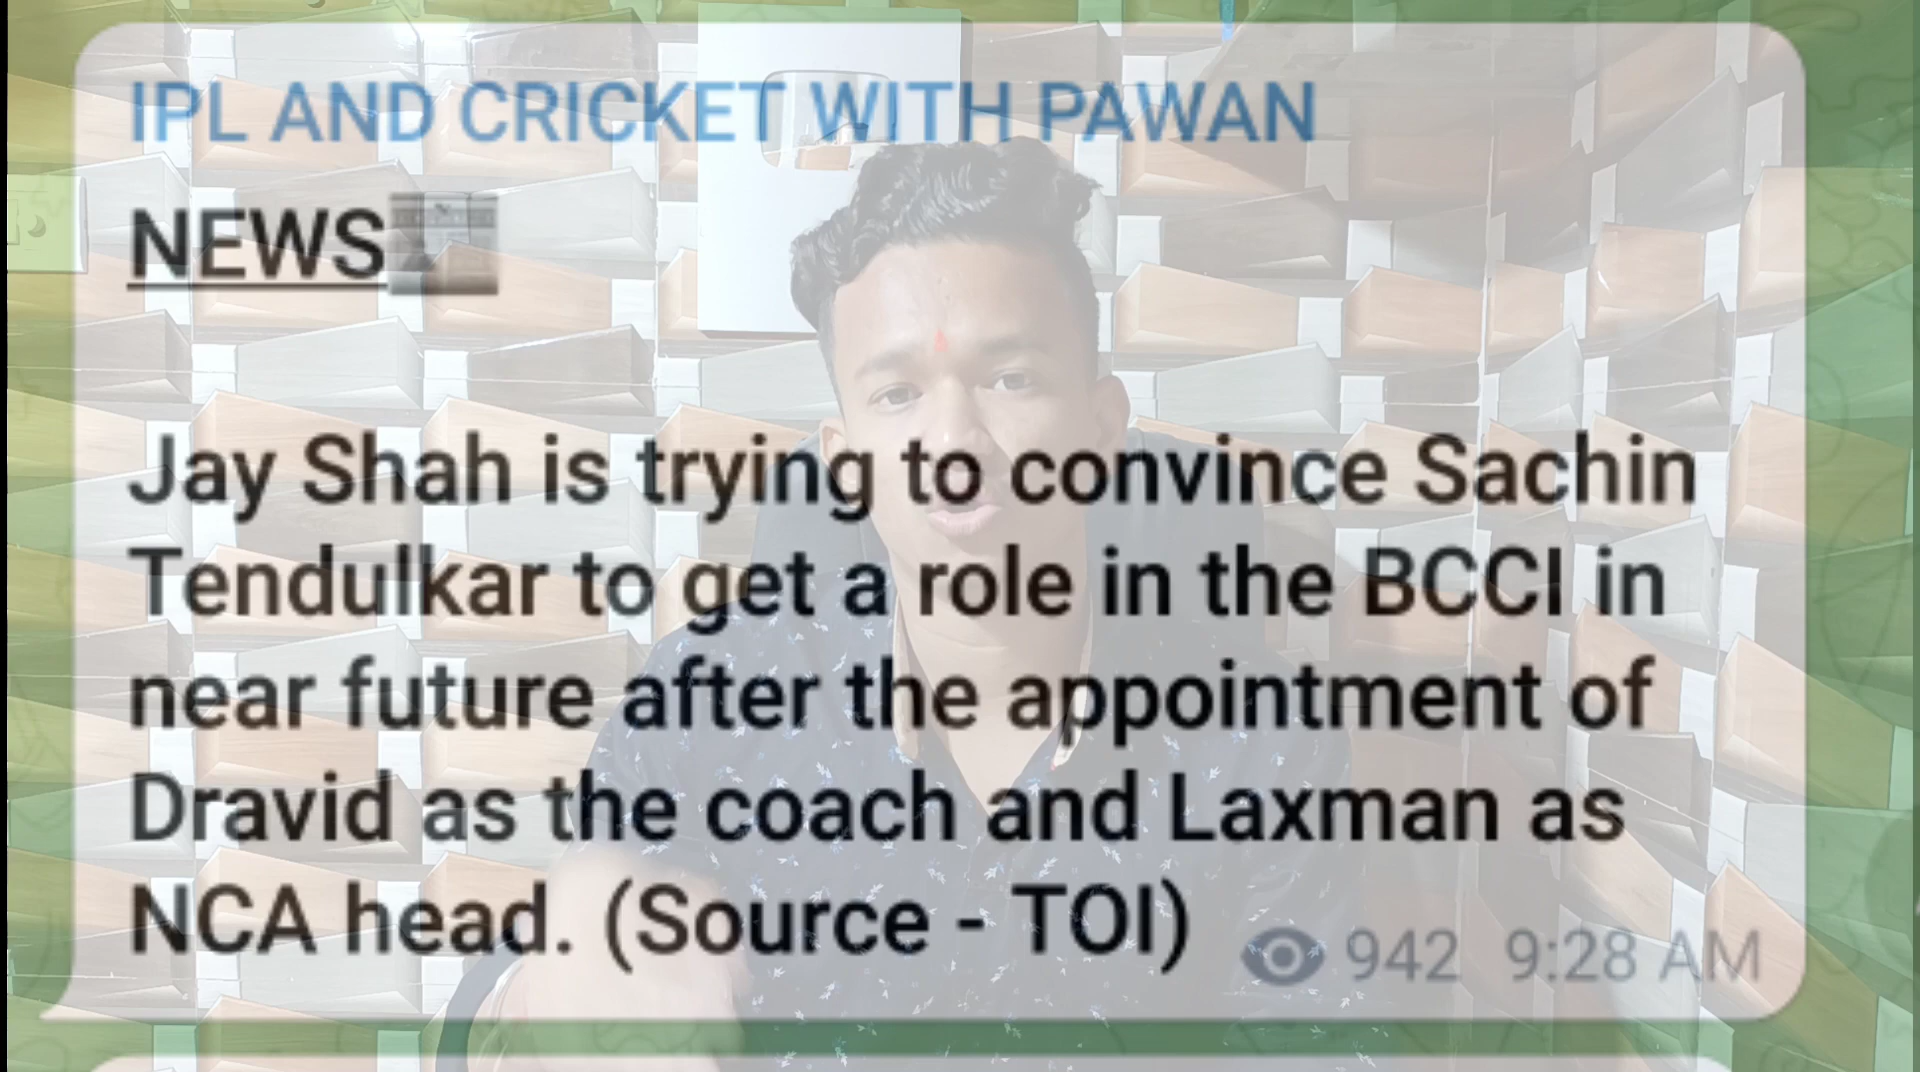 IPL AND CRICKET WITH PAWAN
NEWS
Jay Shah is trying to convince Sachin
Tendulkar to get a role in the BCCI in
near future after the appointment of
Dravid as the coach and Laxman as
NCA head. (Source - TOI)
942 9:28 AM